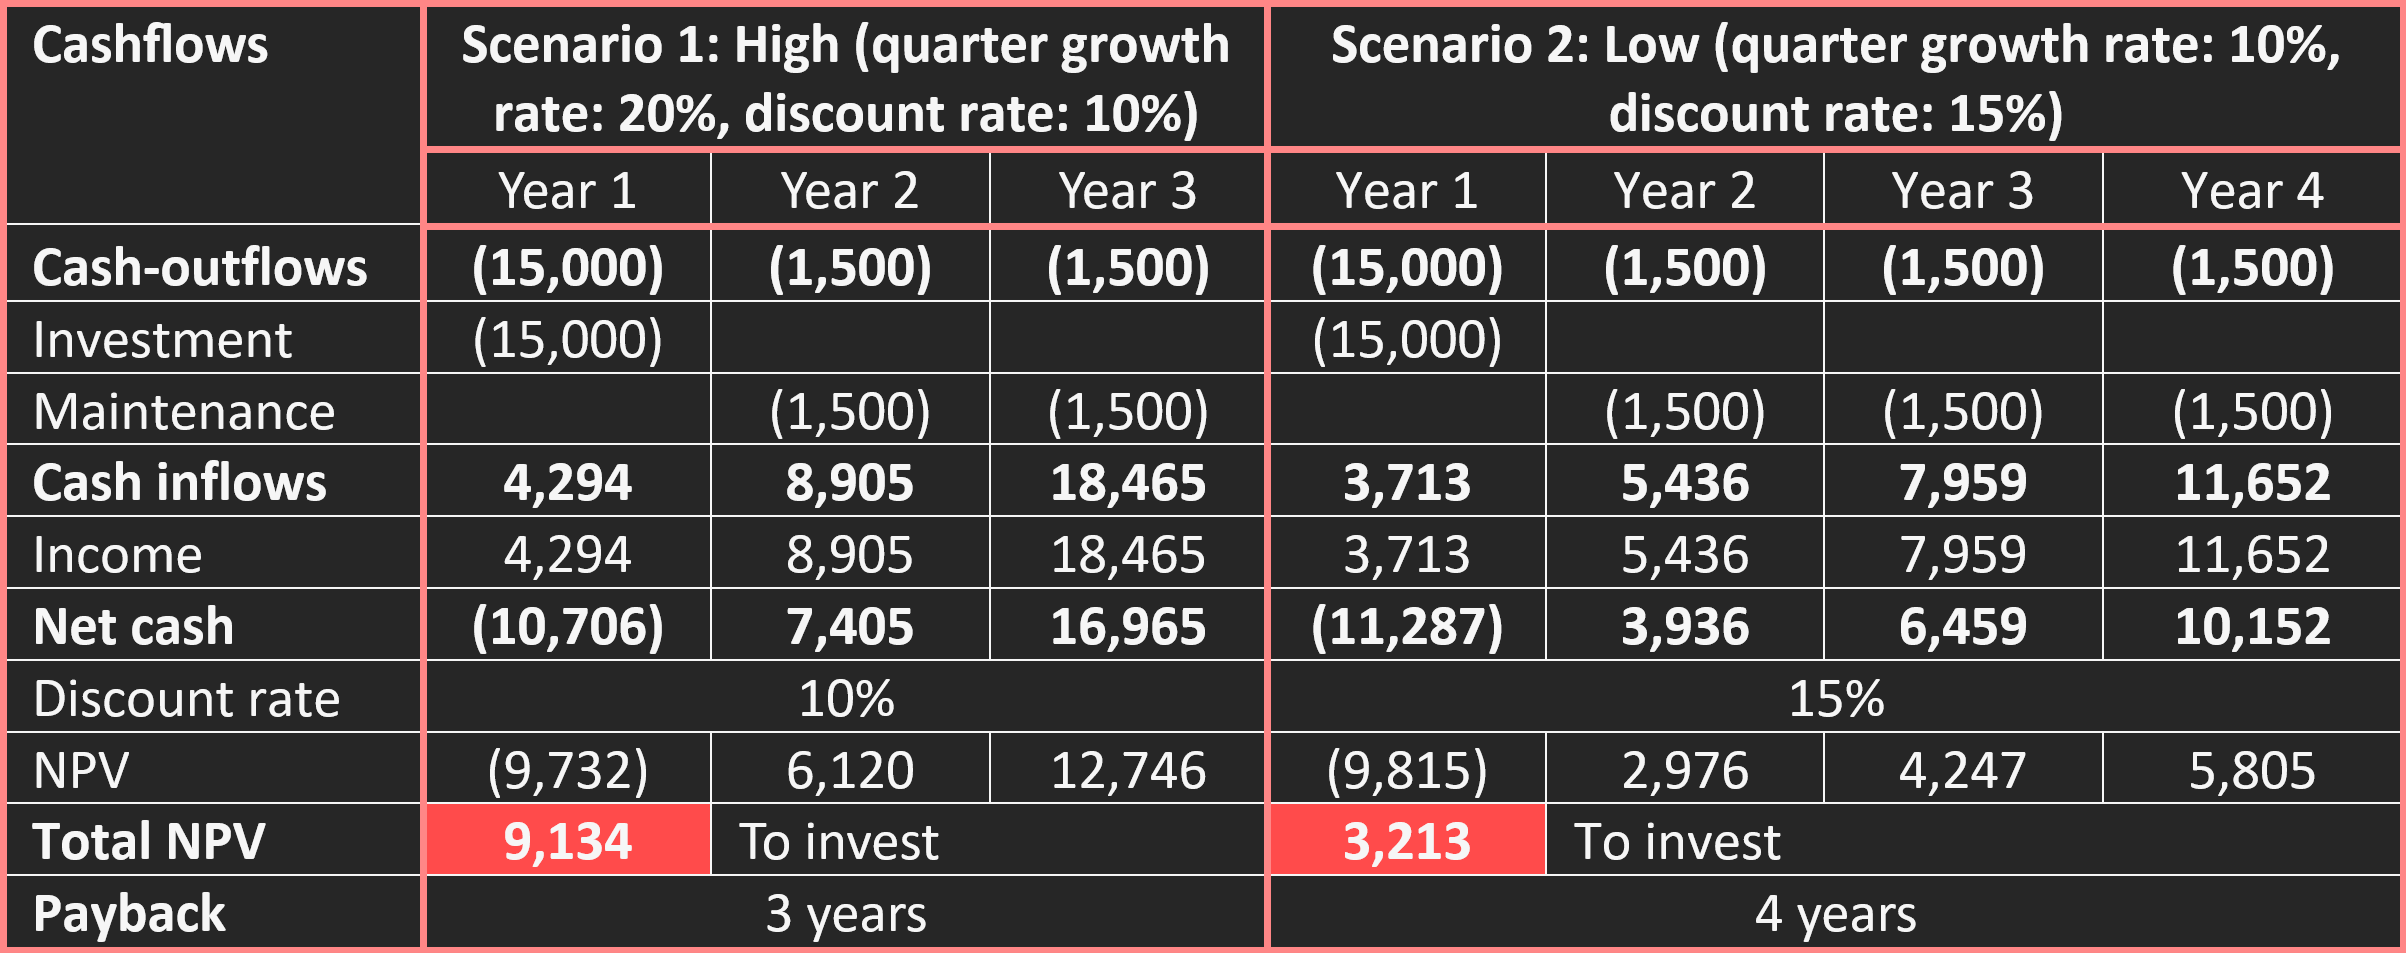 Cashflows
Scenario 1: High (quarter growth
rate: 20%, discount rate: 10%)
Scenario 2: Low (quarter growth rate: 10%,
discount rate: 15%)
Year 1 Year 2 Year 3 Year 1 Year 2 Year 3 Year 4
Cash-outflows (15,000) (1,500) (1,500) (15,000) (1,500) (1,500) (1,500)
Investment (15,000) (15,000)
Maintenance (1,500) (1,500) (1,500) (1,500) (1,500)
Cash inflows 4,294 8,905 18,465 3,713 5,436 7,959 11,652
Income 4,294 8,905 18,465 3,713 5,436 7,959 11,652
Net cash (10,706) 7,405 16,965 (11,287) 3,936 6,459 10,152
Discount rate 10% 15%
NPV (9,732) 6,120 12,746 (9,815) 2,976 4,247 5,805
Total NPV 9,134 To invest 3,213 To invest
Payback 3 years 4 years